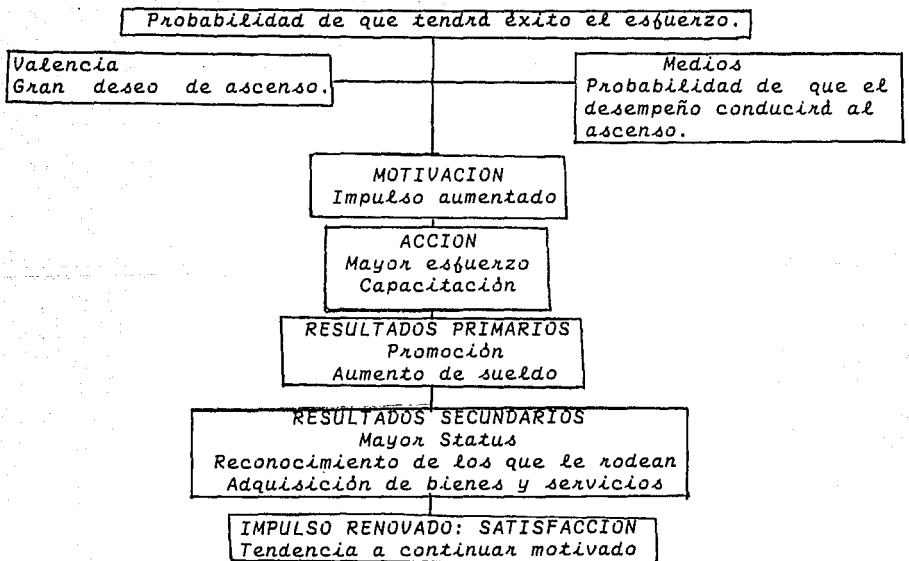 Probabilidad de que tendrá éxito el esfuerzo.
Valencia
Gran deseo de ascenso.
Medios
Probabilidad de que el
desempeño conducirá al
ascenso.
MOTIVACION
Impulso aumentado
ACCION
Mayor esfuerzo
Capacitación
RESULTADOS PRIMARIOS
Promoción
Aumento de sueldo
RESULTADOS SECUNDARIOS
Mayor Status
Reconocimiento de los que le rodean
Adquisición de bienes y servicios
IMPULSO RENOVADO: SATISFACCION
Tendencia a continuar motivado